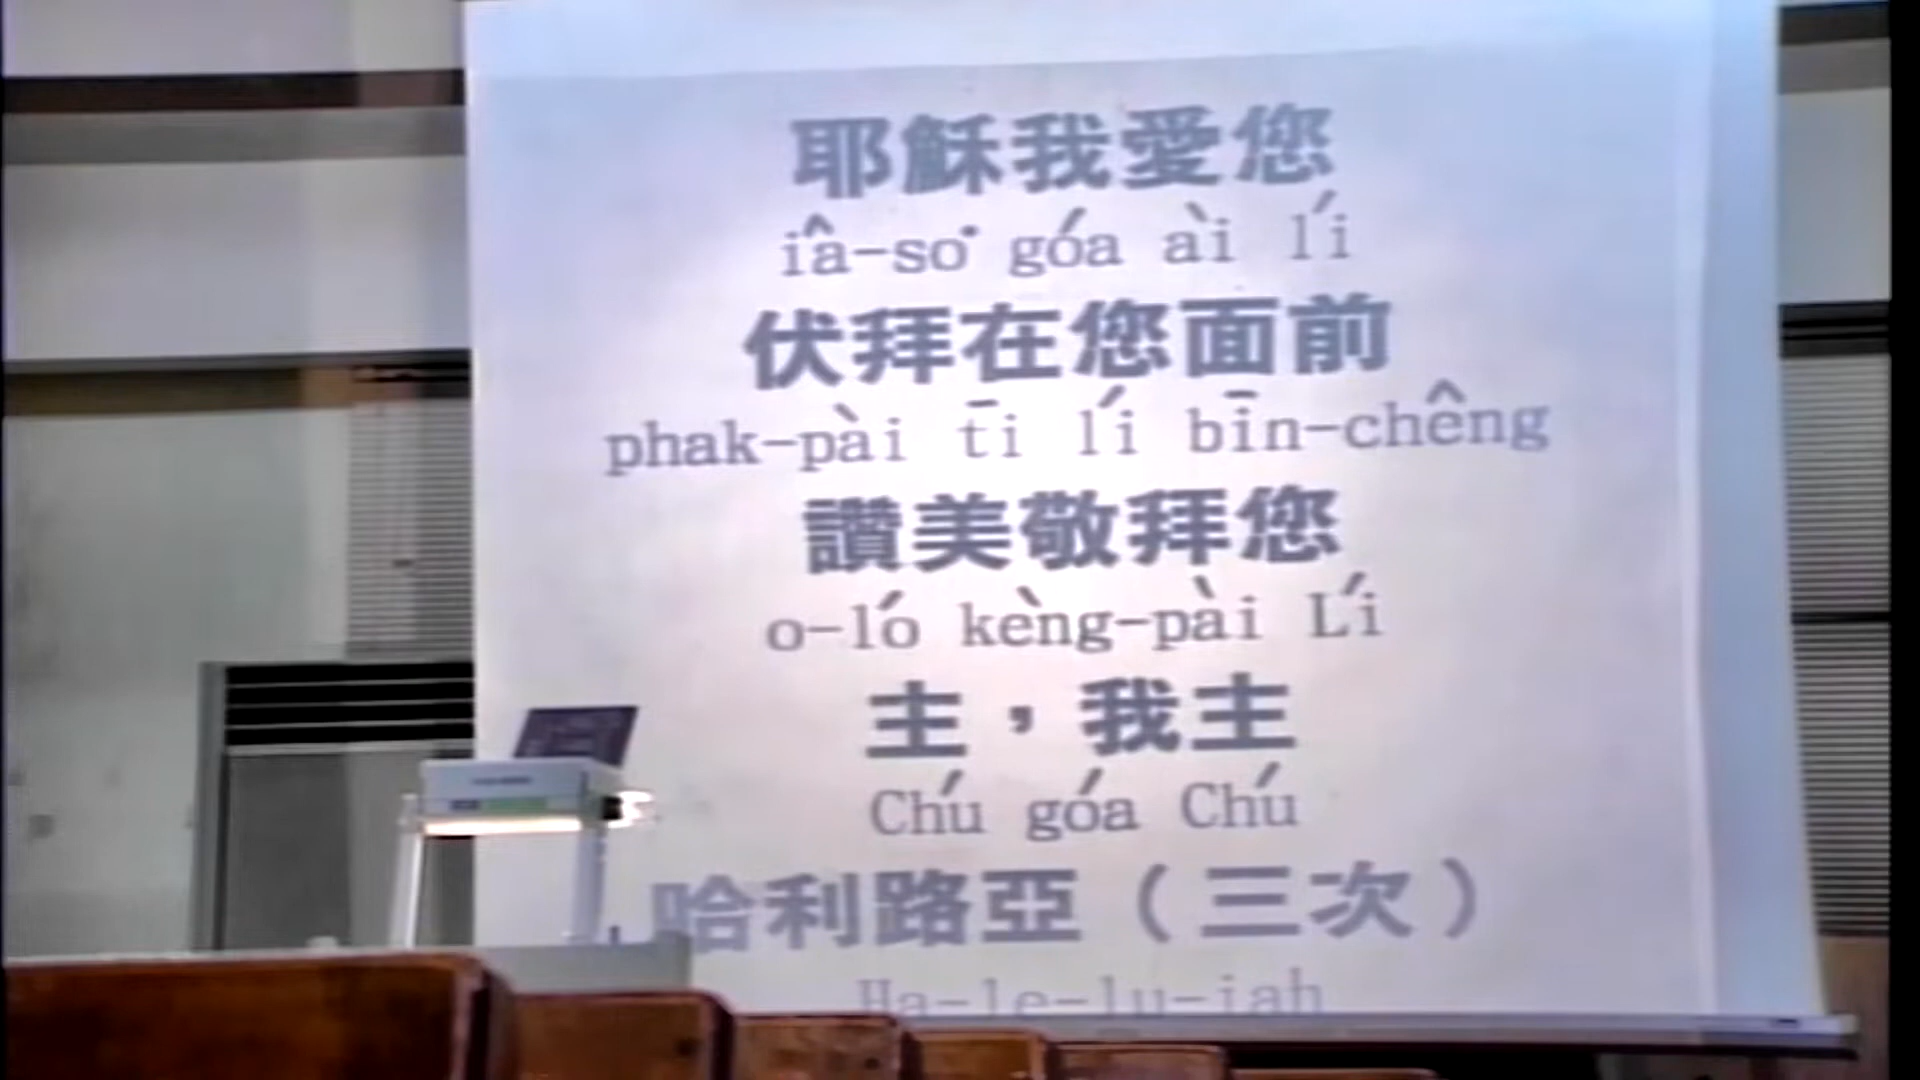 耶穌我愛您
iâ-so͘ góa ài lí
伏拜在您面前
phak-pài tī lí bīn-chêng
讚美敬拜您
o-ló kèng-pài Lí
主，我主
Chú góa Chú
哈利路亞（三次）
Ha-le-lu-iah